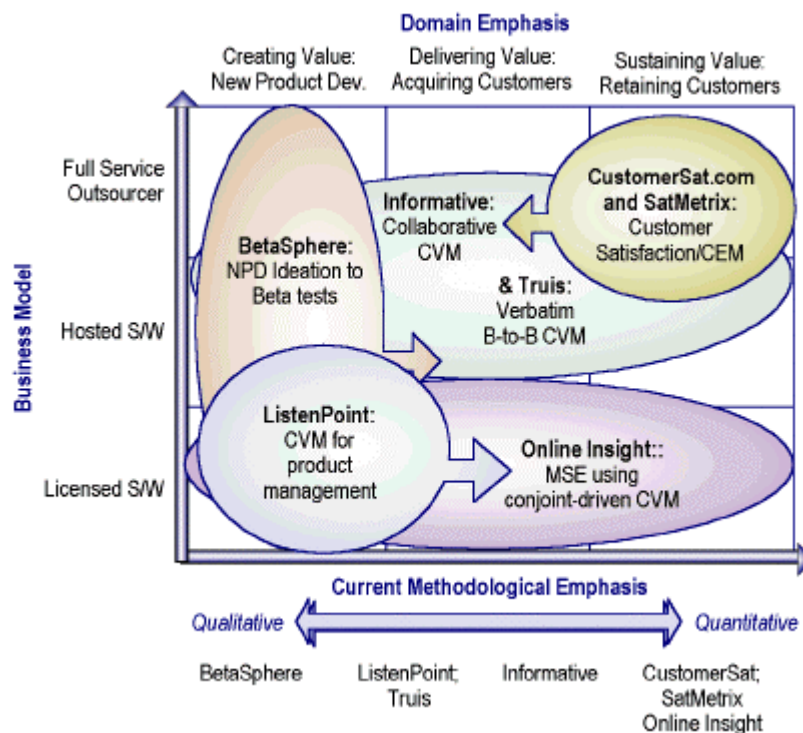 Domain Emphasis
Creating Value:
New Product Dev.
Delivering Value:
Acquiring Customers
Sustaining Value:
Retaining Customers
Business Model
Full Service
Outsourcer
Hosted S/W
Licensed S/W
BetaSphere:
NPD Ideation to
Beta tests
Informative:
Collaborative
CVM
CustomerSat.com
and SatMetrix:
Customer
Satisfaction/CEM
& Truis:
Verbatim
B-to-B CVM
ListenPoint:
CVM for
product
management
Online Insight::
MSE using
conjoint-driven CVM
Current Methodological Emphasis
Qualitative
Quantitative
BetaSphere
ListenPoint;
Truis
Informative
CustomerSat;
SatMetrix
Online Insight